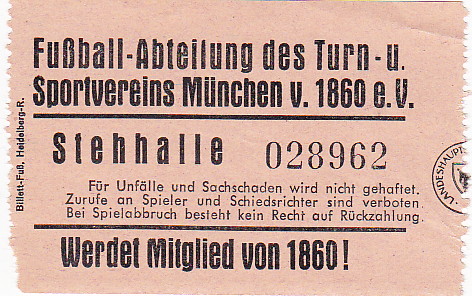 Fußball-Abteilung des Turn- u.
Sportvereins München v. 1860 e.V.
Stehhalle 028962
Für Unfälle und Sachschaden wird nicht gehaftet.
Zurufe an Spieler und Schiedsrichter sind verboten.
Bei Spielabbruch besteht kein Recht auf Rückzahlung.
Werdet Mitglied von 1860!
Billett-Fuß, Heidelberg-R.
LANDESHAUPT